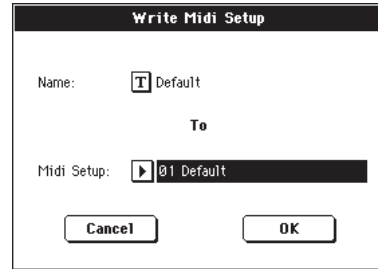 Write Midi Setup
Name: T Default
To
Midi Setup: 01 Default
Cancel OK